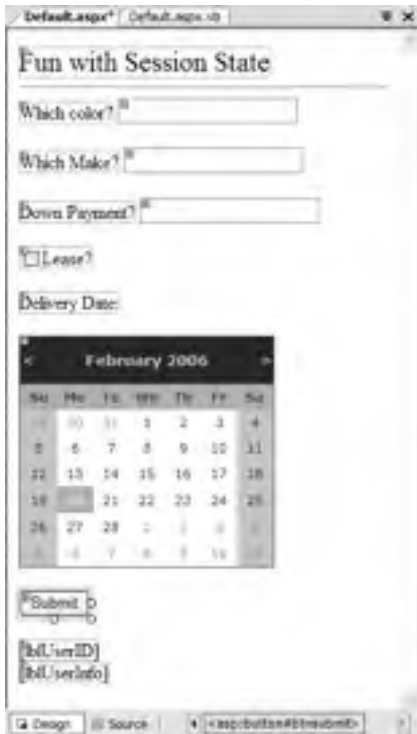 Default.aspx* Default.aspx.vb
Fun with Session State
Which color?
Which Make?
Down Payment?
Lease?
Delivery Date:
< February 2006 >
Su Mo Tu We Th Fr Sa
29 30 31 1 2 3 4
5 6 7 8 9 10 11
12 13 14 15 16 17 18
19 21 22 23 24 25
26 27 28 1 2 3 4
5 6 7 8 9 10 11
Submit
[lblUserID]
[lblUserInfo]
Design Source <asp:button#btnsubmit>